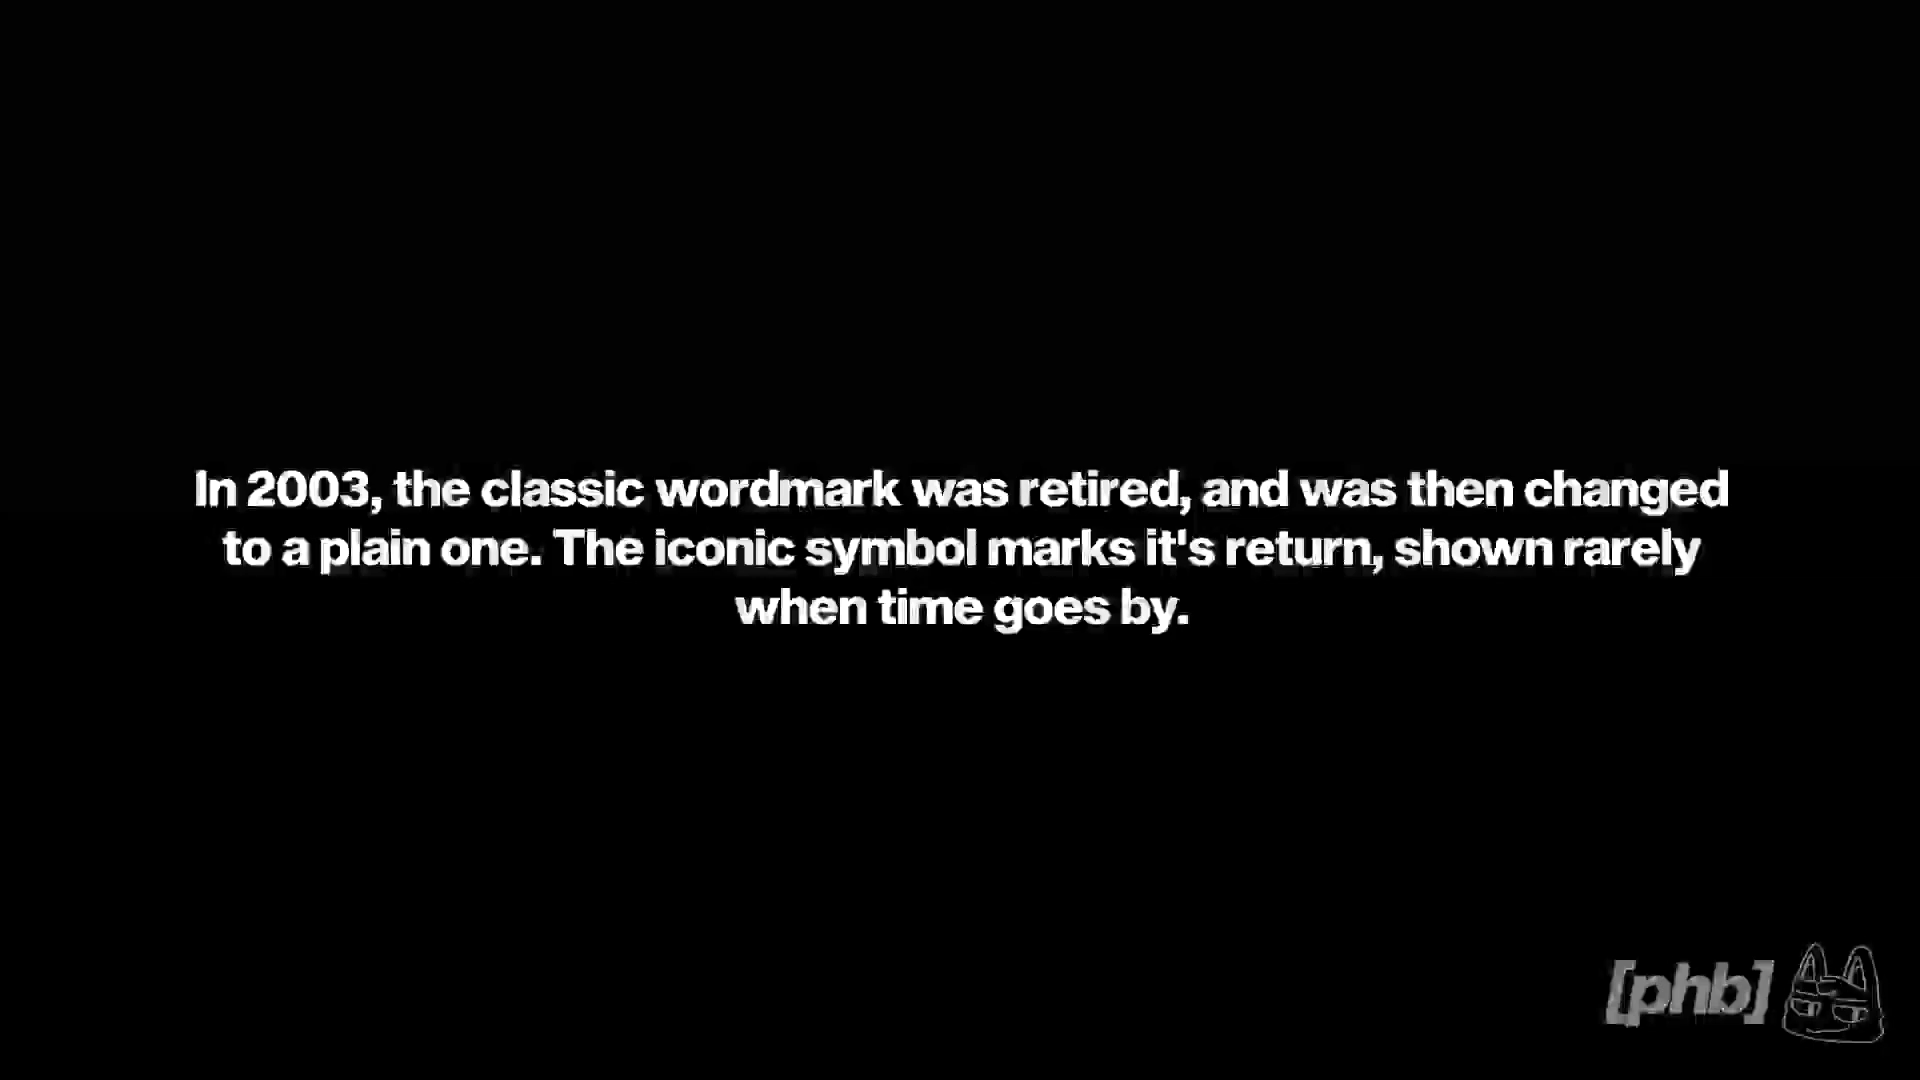 In 2003, the classic wordmark was retired, and was then changed
to a plain one. The iconic symbol marks it's return, shown rarely
when time goes by.
[phb]